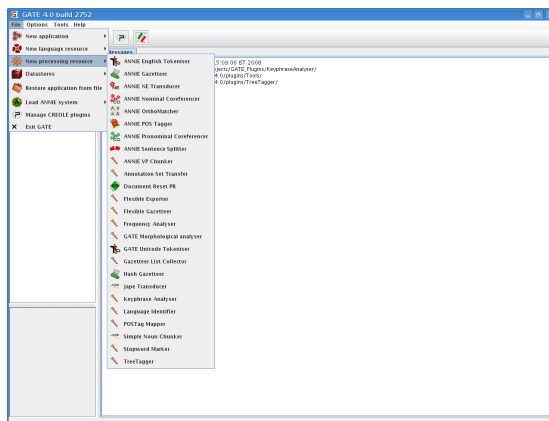 GATE 4.0 build 2752
File Options Tools Help
New application
New language resource
New processing resource
Datastores
Restore application from file
Load ANNIE system
Manage CREOLE plugins
Exit GATE
Messages
15:09:06 IST 2008
jects/GATE_Plugins/KeyphraseAnalyser/
4.0/plugins/Tools/
4.0/plugins/TreeTagger/
ANNIE English Tokeniser
ANNIE Gazetteer
ANNIE NE Transducer
ANNIE Nominal Coreferencer
ANNIE OrthoMatcher
ANNIE POS Tagger
ANNIE Pronominal Coreferencer
ANNIE Sentence Splitter
ANNIE VP Chunker
Annotation Set Transfer
Document Reset PR
Flexible Exporter
Flexible Gazetteer
Frequency Analyser
GATE Morphological analyser
GATE Unicode Tokeniser
Gazetteer List Collector
Hash Gazetteer
Jape Transducer
Keyphrase Analyser
Language Identifier
POSTag Mapper
Simple Noun Chunker
Stopword Marker
TreeTagger